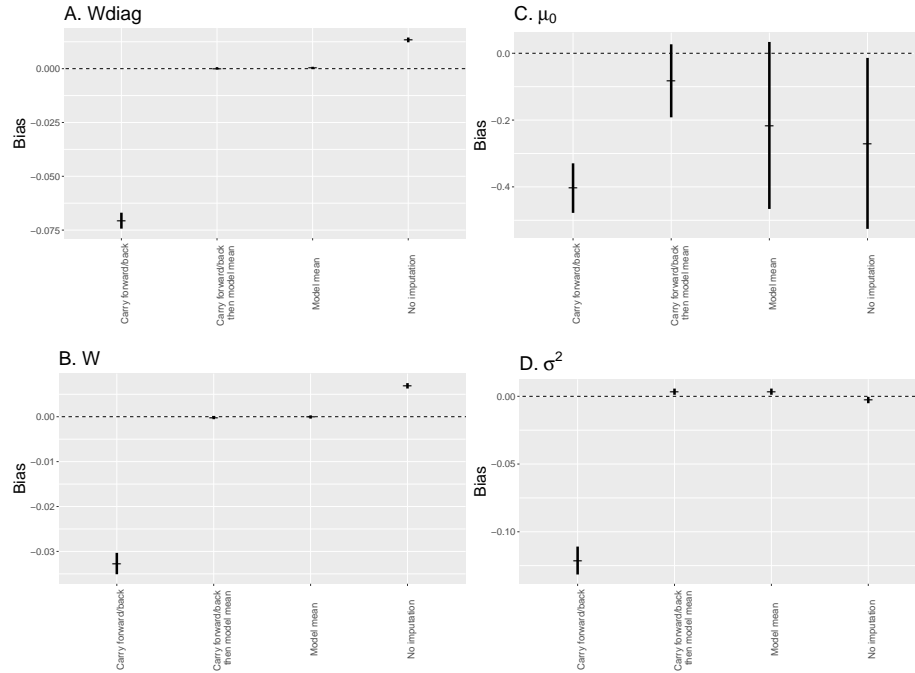 A. Wdiag
Bias
0.000
−0.025
−0.050
−0.075
Carry forward/back
Carry forward/back
then model mean
Model mean
No imputation
C. μ0
Bias
0.0
−0.2
−0.4
Carry forward/back
Carry forward/back
then model mean
Model mean
No imputation
B. W
Bias
0.00
−0.01
−0.02
−0.03
Carry forward/back
Carry forward/back
then model mean
Model mean
No imputation
D. σ²
Bias
0.00
−0.05
−0.10
Carry forward/back
Carry forward/back
then model mean
Model mean
No imputation